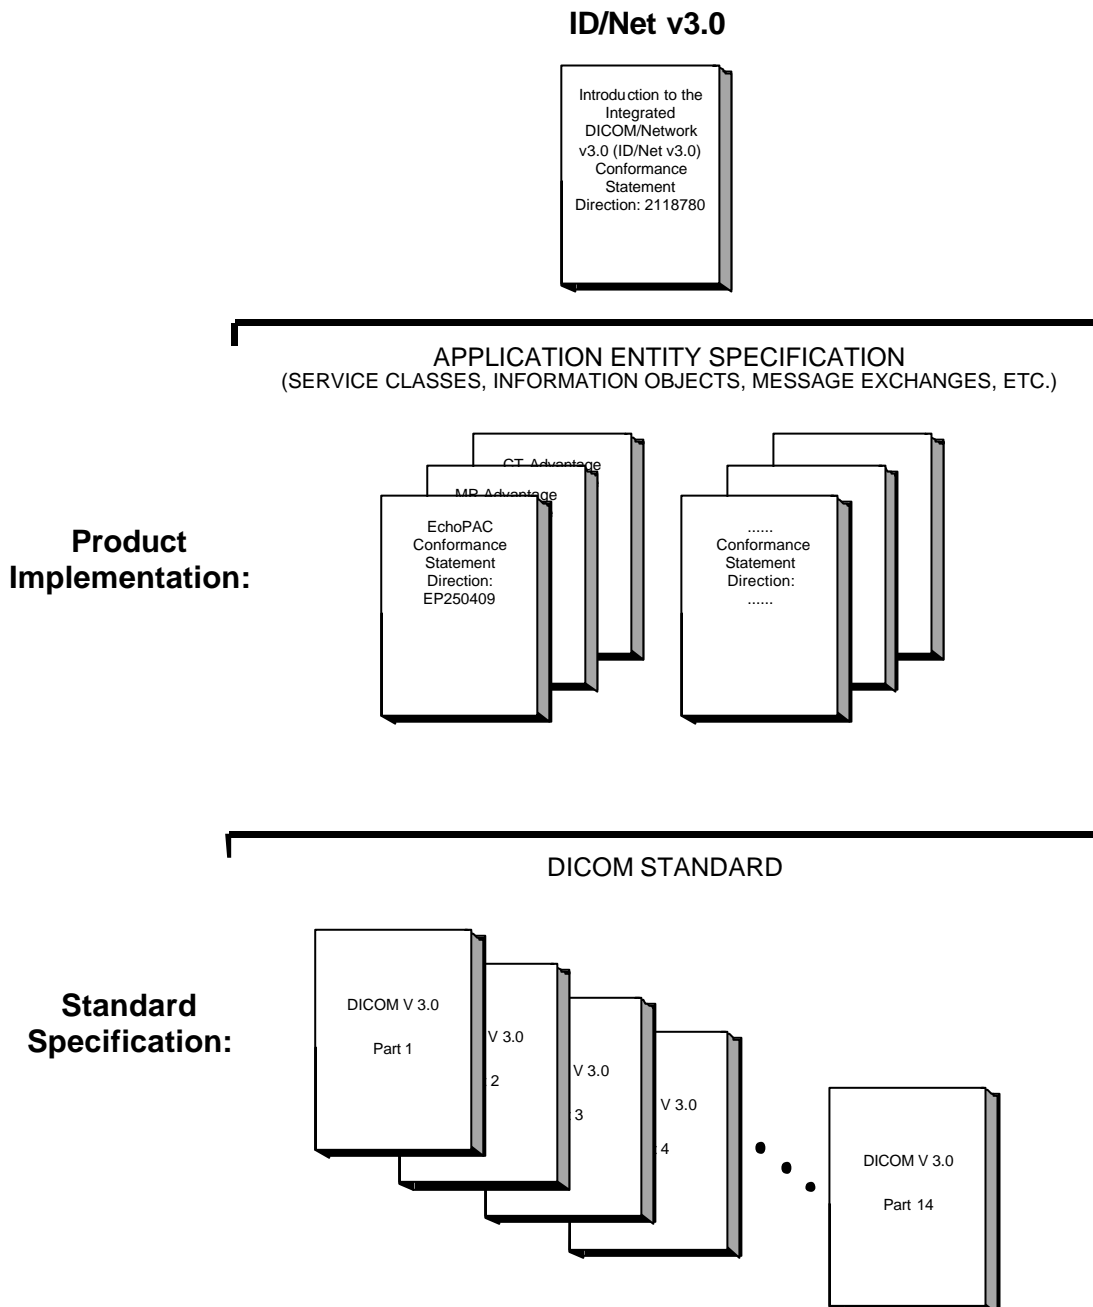 ID/Net v3.0
Introduction to the
Integrated
DICOM/Network
v3.0 (ID/Net v3.0)
Conformance
Statement
Direction: 2118780
APPLICATION ENTITY SPECIFICATION
(SERVICE CLASSES, INFORMATION OBJECTS, MESSAGE EXCHANGES, ETC.)
CT Advantage
MR Advantage
EchoPAC
Conformance
Statement
Direction:
EP250409
......
Conformance
Statement
Direction:
......
Product
Implementation:
DICOM STANDARD
Standard
Specification:
DICOM V 3.0
Part 1
V 3.0
2
V 3.0
3
V 3.0
4
DICOM V 3.0
Part 14